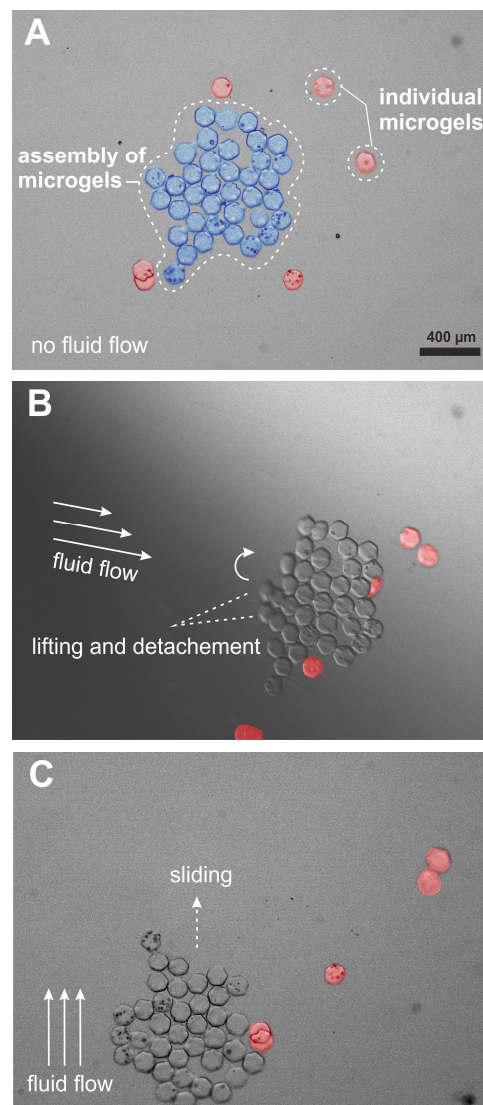 A
individual
microgels
assembly of
microgels
no fluid flow
400 µm
B
fluid flow
lifting and detachement
C
sliding
fluid flow